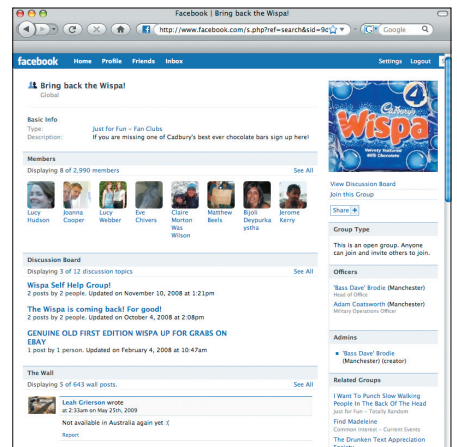 Facebook | Bring back the Wispa!
http://www.facebook.com/s.php?ref=search&sid=9c
Google
facebook Home Profile Friends Inbox Settings Logout
Bring back the Wispa!
Global
Basic Info
Type: Just for Fun – Fan Clubs
Description: If you are missing one of Cadbury's best ever chocolate bars sign up here!
Members
Displaying 8 of 2,990 members See All
Lucy Hudson
Joanna Cooper
Lucy Webber
Eve Chivers
Claire Morton Was Wilson
Matthew Beels
Bijoli Deypurka ystha
Jerome Kerry
Discussion Board
Displaying 3 of 12 discussion topics See All
Wispa Self Help Group!
2 posts by 2 people. Updated on November 10, 2008 at 1:21pm
The Wispa is coming back! For good!
2 posts by 2 people. Updated on October 4, 2008 at 2:08pm
GENUINE OLD FIRST EDITION WISPA UP FOR GRABS ON
EBAY
1 post by 1 person. Updated on February 4, 2008 at 10:47am
The Wall
Displaying 5 of 643 wall posts. See All
Leah Grierson wrote
at 2:33am on May 25th, 2009
Not available in Australia again yet :(
Report
4
Cadbury's
Wispa
Velvety textured
milk Chocolate
View Discussion Board
Join this Group
Share +
Group Type
This is an open group. Anyone
can join and invite others to join.
Officers
'Bass Dave' Brodie (Manchester)
Head of Office
Adam Coatsworth (Manchester)
Military Operations Officer
Admins
'Bass Dave' Brodie
(Manchester) (creator)
Related Groups
I Want To Punch Slow Walking
People In The Back Of The Head
Just for Fun – Totally Random
Find Madeleine
Common Interest – Current Events
The Drunken Text Appreciation
Society